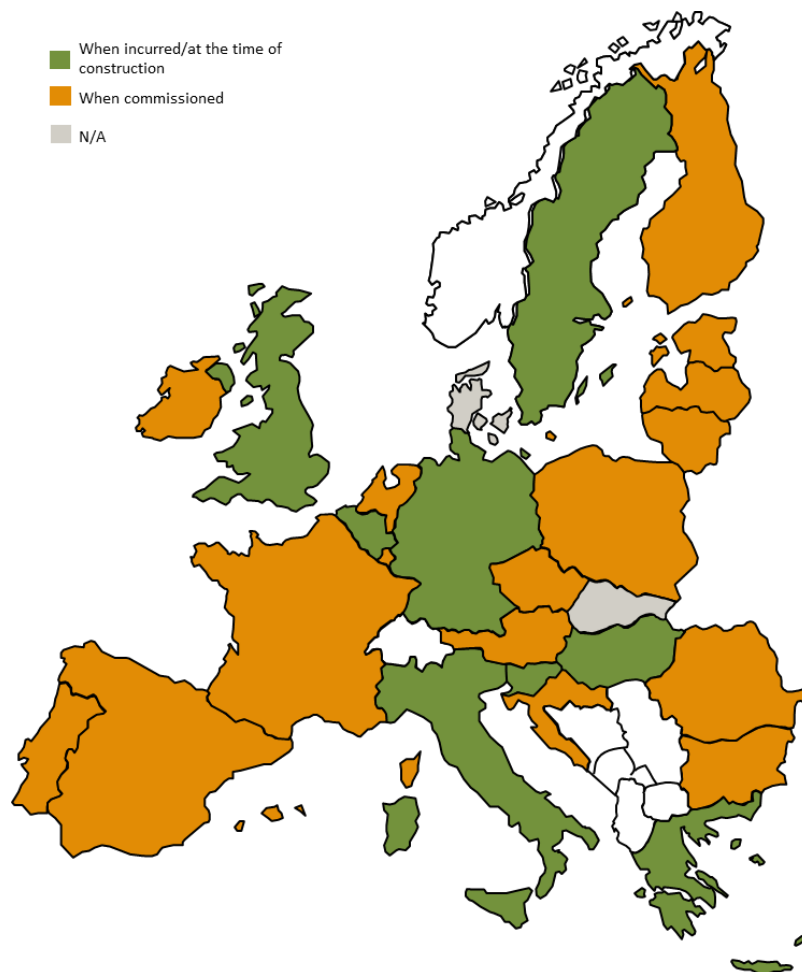 When incurred/at the time of
construction
When commissioned
N/A